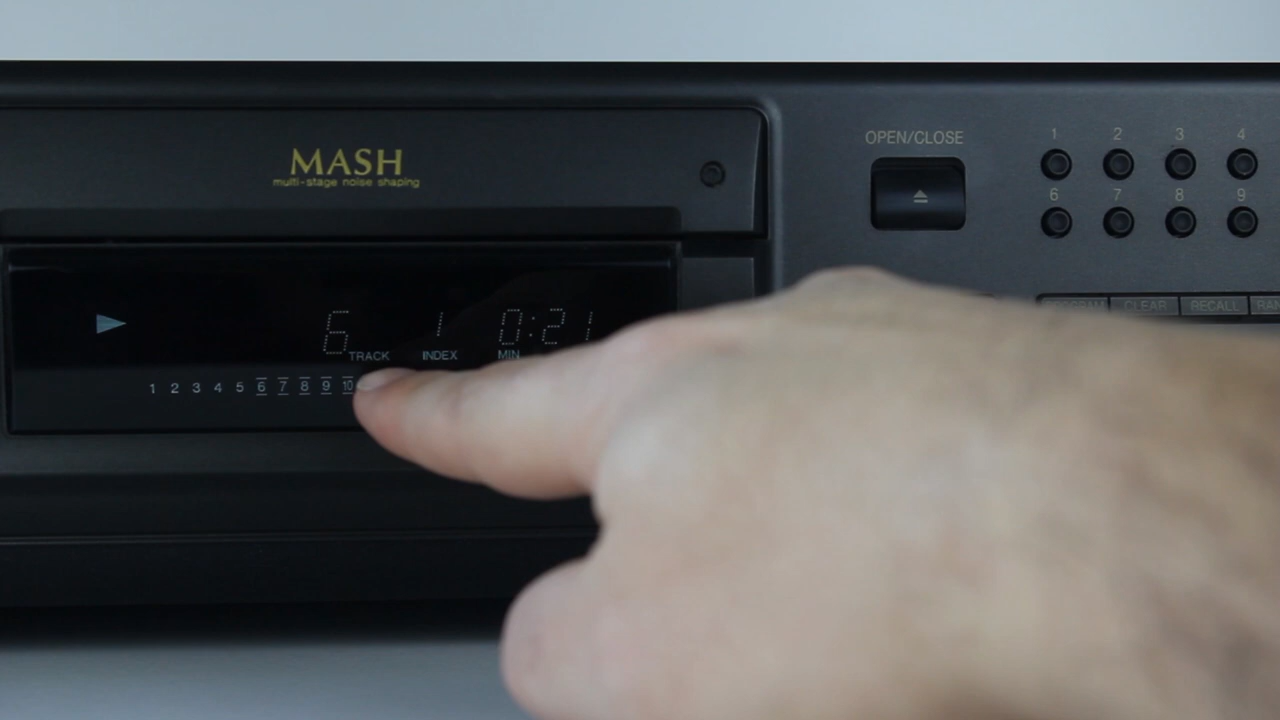 MASH
multi-stage noise shaping
OPEN/CLOSE
1 2 3 4
6 7 8 9
CLEAR RECALL
6 1 0:21
TRACK INDEX MIN
1 2 3 4 5 6 7 8 9 10